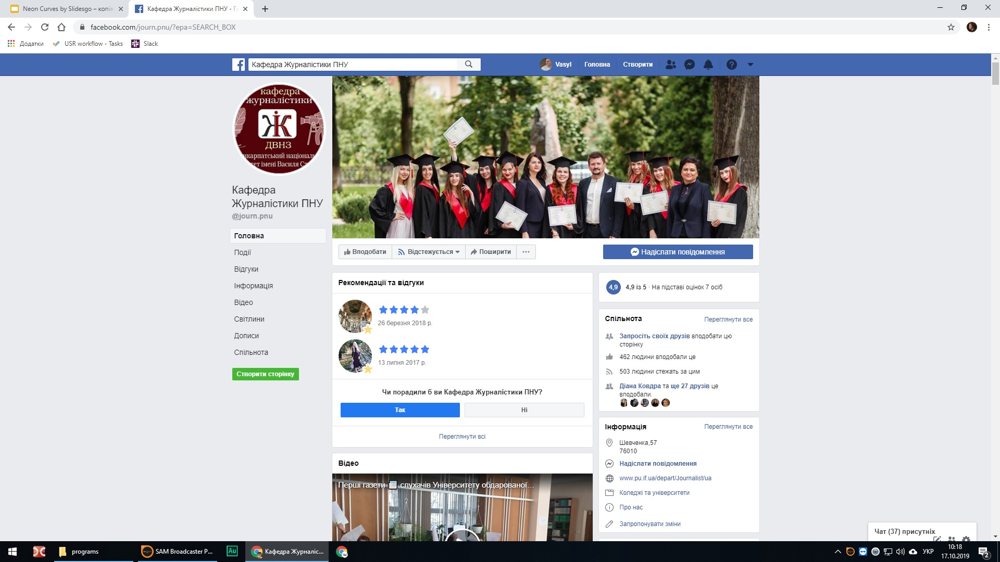 Neon Curves by Slidesgo – копія
Кафедра Журналістики ПНУ - Го
facebook.com/journ.pnu/?epa=SEARCH_BOX
Додатки
USR workflow - Tasks
Slack
Кафедра Журналістики ПНУ
Vasyl
Головна
Створити
кафедра
журналістики
ЖК
ДВНЗ
икарпатський національ
тет імені Василя Ст
Кафедра
Журналістики ПНУ
@journ.pnu
Головна
Події
Відгуки
Інформація
Відео
Світлини
Дописи
Спільнота
Створити сторінку
Вподобати
Відстежується
Поширити
Надіслати повідомлення
Рекомендації та відгуки
26 березня 2018 р.
13 липня 2017 р.
Чи порадили б ви Кафедра Журналістики ПНУ?
Так
Ні
Переглянути всі
Відео
Перші газети 📰 слухачів Університету обдарованої...
4,9
4,9 із 5 · На підставі оцінок 7 осіб
Спільнота
Переглянути все
Запросіть своїх друзів вподобати цю
сторінку
462 людини вподобали це
503 людини стежать за цим
Діана Ковдра та ще 27 друзів це
вподобали.
Інформація
Переглянути все
Шевченка,57
76010
Надіслати повідомлення
www.pu.if.ua/depart/Journalist/ua
Коледжі та університети
Про нас
Запропонувати зміни
Чат (37) присутніх
programs
SAM Broadcaster P...
Au
Кафедра Журналіс...
УКР
10:18
17.10.2019
2